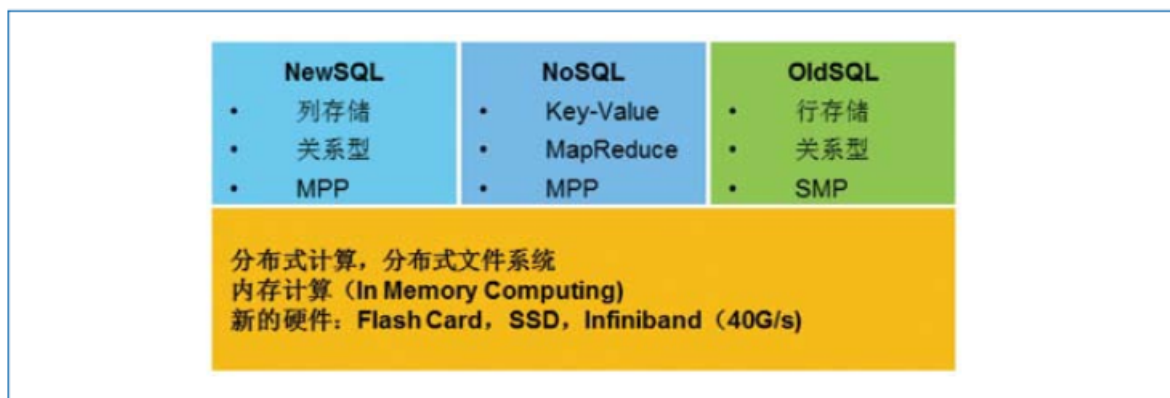 NewSQL
• 列存储
• 关系型
• MPP
NoSQL
• Key-Value
• MapReduce
• MPP
OldSQL
• 行存储
• 关系型
• SMP
分布式计算，分布式文件系统
内存计算（In Memory Computing)
新的硬件：Flash Card，SSD，Infiniband（40G/s)